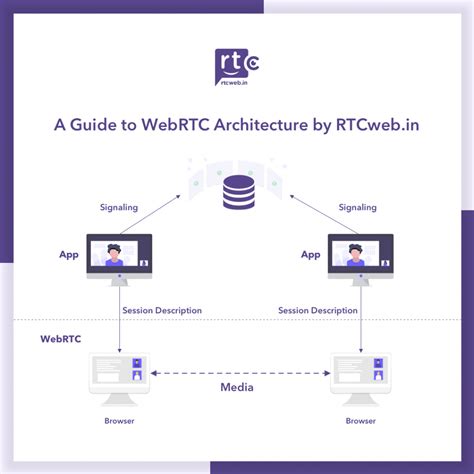 rtc
rtcweb.in
A Guide to WebRTC Architecture by RTCweb.in
Signaling
Signaling
App
App
Session Description
Session Description
WebRTC
Media
Browser
Browser